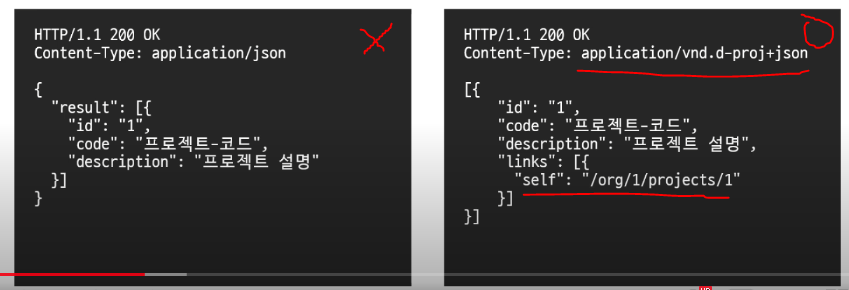 HTTP/1.1 200 OK
Content-Type: application/json
{
"result": [{
"id": "1",
"code": "프로젝트-코드",
"description": "프로젝트 설명"
}]
}
HTTP/1.1 200 OK
Content-Type: application/vnd.d-proj+json
[{
"id": "1",
"code": "프로젝트-코드",
"description": "프로젝트 설명",
"links": [{
"self": "/org/1/projects/1"
}]
}]